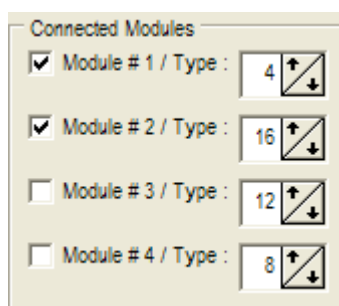 Connected Modules
Module # 1 / Type : 4
Module # 2 / Type : 16
Module # 3 / Type : 12
Module # 4 / Type : 8